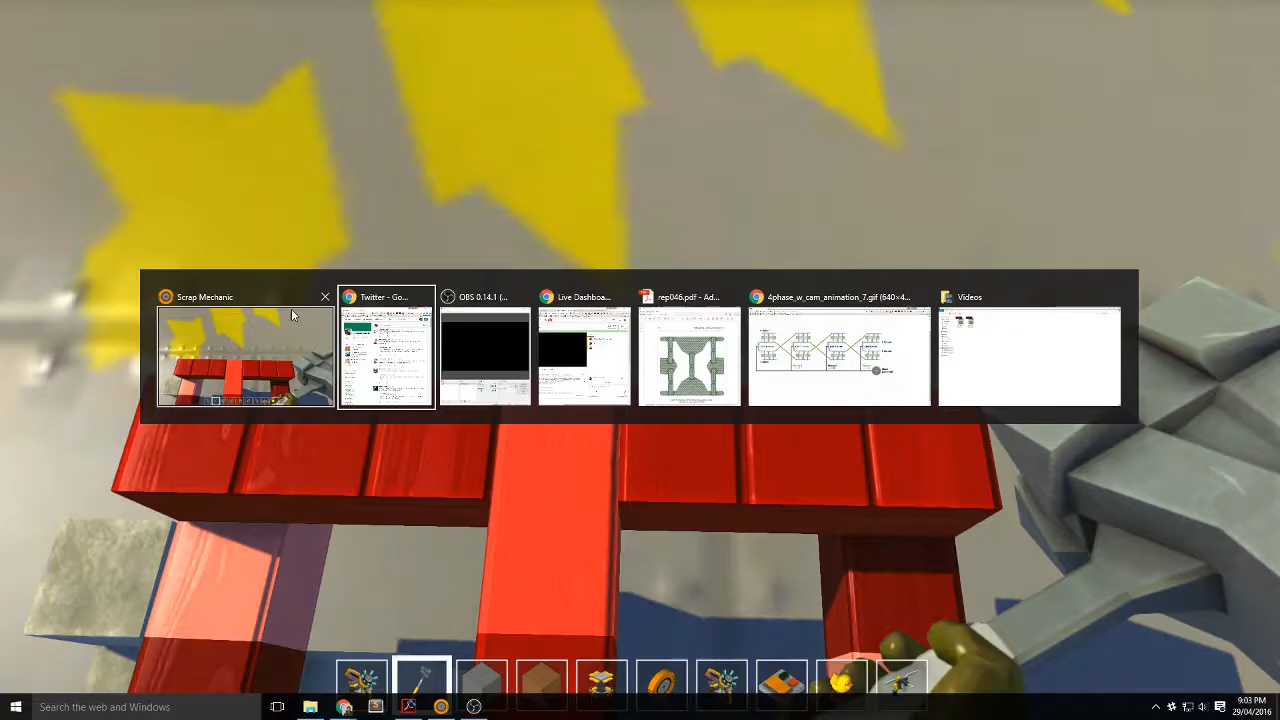 Scrap Mechanic
Twitter - Go...
OBS 0.14.1 (...
Live Dashboa...
rep046.pdf - Ad...
4phase_w_cam_animation_7.gif (640×4...
Videos
Search the web and Windows
9:03 PM
29/04/2016